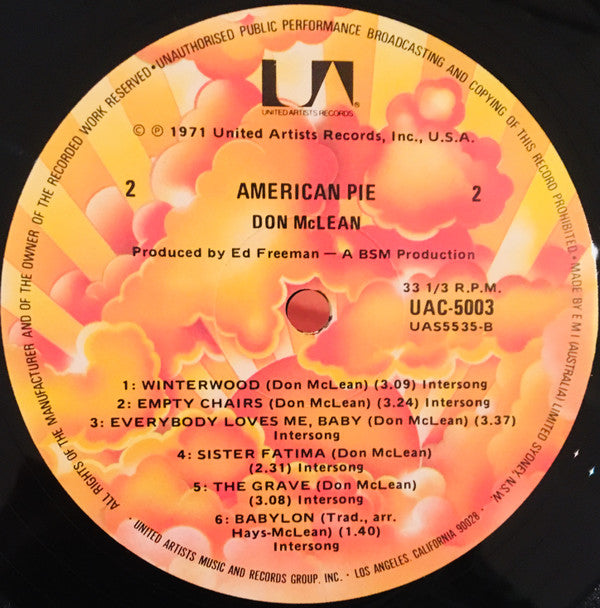 ALL RIGHTS OF THE MANUFACTURER AND OF THE OWNER OF THE RECORDED WORK RESERVED • UNAUTHORISED PUBLIC PERFORMANCE BROADCASTING AND COPYING OF THIS RECORD PROHIBITED • MADE BY E M I (AUSTRALIA) LIMITED SYDNEY, N.S.W.
UA
UNITED ARTISTS RECORDS ®
© ℗ 1971 United Artists Records, Inc., U.S.A.
2 AMERICAN PIE 2
DON McLEAN
Produced by Ed Freeman — A BSM Production
33 1/3 R.P.M.
UAC-5003
UAS5535-B
1: WINTERWOOD (Don McLean) (3.09) Intersong
2: EMPTY CHAIRS (Don McLean) (3.24) Intersong
3: EVERYBODY LOVES ME, BABY (Don McLean) (3.37)
Intersong
4: SISTER FATIMA (Don McLean)
(2.31) Intersong
5: THE GRAVE (Don McLean)
(3.08) Intersong
6: BABYLON (Trad., arr.
Hays-McLean) (1.40)
Intersong
• UNITED ARTISTS MUSIC AND RECORDS GROUP, INC. • LOS ANGELES, CALIFORNIA 90028 •